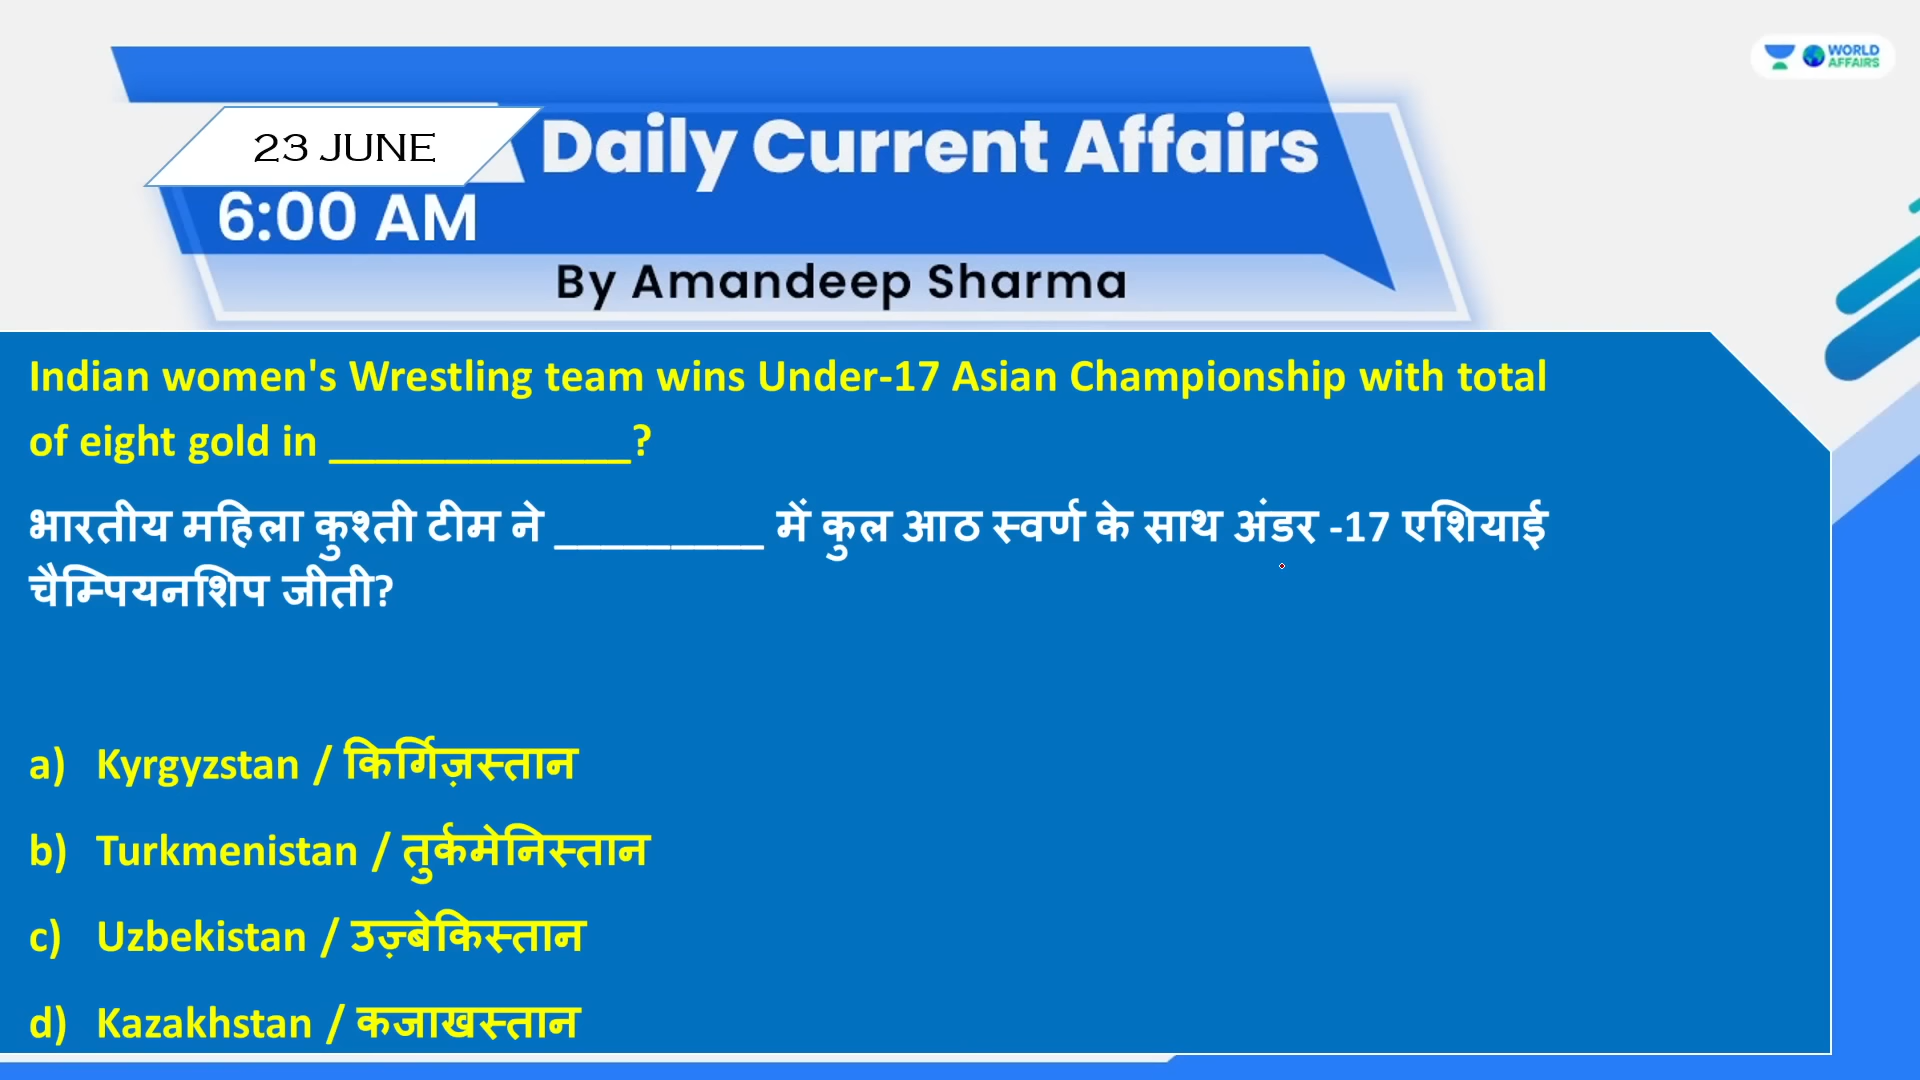 WORLD
AFFAIRS
23 JUNE
Daily Current Affairs
6:00 AM
By Amandeep Sharma
Indian women's Wrestling team wins Under-17 Asian Championship with total
of eight gold in _____________?
भारतीय महिला कुश्ती टीम ने _________ में कुल आठ स्वर्ण के साथ अंडर -17 एशियाई
चैम्पियनशिप जीती?
a) Kyrgyzstan / किर्गिज़स्तान
b) Turkmenistan / तुर्कमेनिस्तान
c) Uzbekistan / उज़्बेकिस्तान
d) Kazakhstan / कजाखस्तान